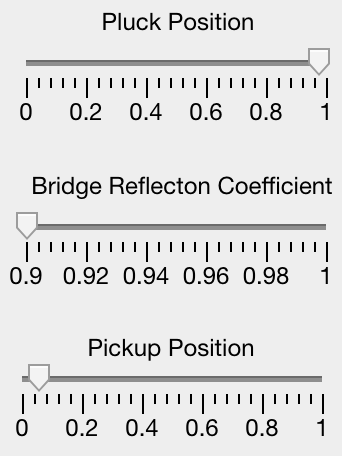 Pluck Position
0 0.2 0.4 0.6 0.8 1
Bridge Reflecton Coefficient
0.9 0.92 0.94 0.96 0.98 1
Pickup Position
0 0.2 0.4 0.6 0.8 1